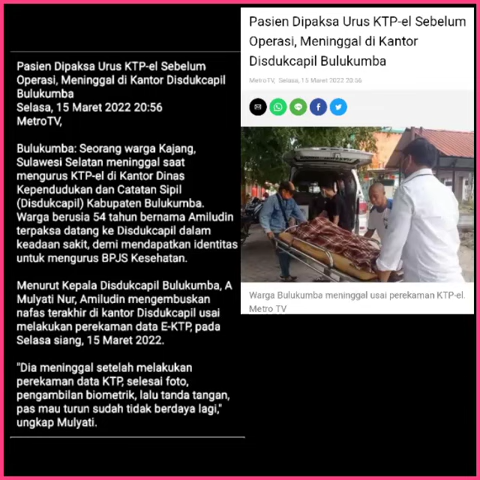 Pasien Dipaksa Urus KTP-el Sebelum
Operasi, Meninggal di Kantor Disdukcapil
Bulukumba
Selasa, 15 Maret 2022 20:56
MetroTV,
Bulukumba: Seorang warga Kajang,
Sulawesi Selatan meninggal saat
mengurus KTP-el di Kantor Dinas
Kependudukan dan Catatan Sipil
(Disdukcapil) Kabupaten Bulukumba.
Warga berusia 54 tahun bernama Amiludin
terpaksa datang ke Disdukcapil dalam
keadaan sakit, demi mendapatkan identitas
untuk mengurus BPJS Kesehatan.
Menurut Kepala Disdukcapil Bulukumba, A
Mulyati Nur, Amiludin mengembuskan
nafas terakhir di kantor Disdukcapil usai
melakukan perekaman data E-KTP, pada
Selasa siang, 15 Maret 2022.
"Dia meninggal setelah melakukan
perekaman data KTP, selesai foto,
pengambilan biometrik, lalu tanda tangan,
pas mau turun sudah tidak berdaya lagi,"
ungkap Mulyati.
Pasien Dipaksa Urus KTP-el Sebelum
Operasi, Meninggal di Kantor
Disdukcapil Bulukumba
MetroTV, Selasa, 15 Maret 2022 20:56
Warga Bulukumba meninggal usai perekaman KTP-el.
Metro TV